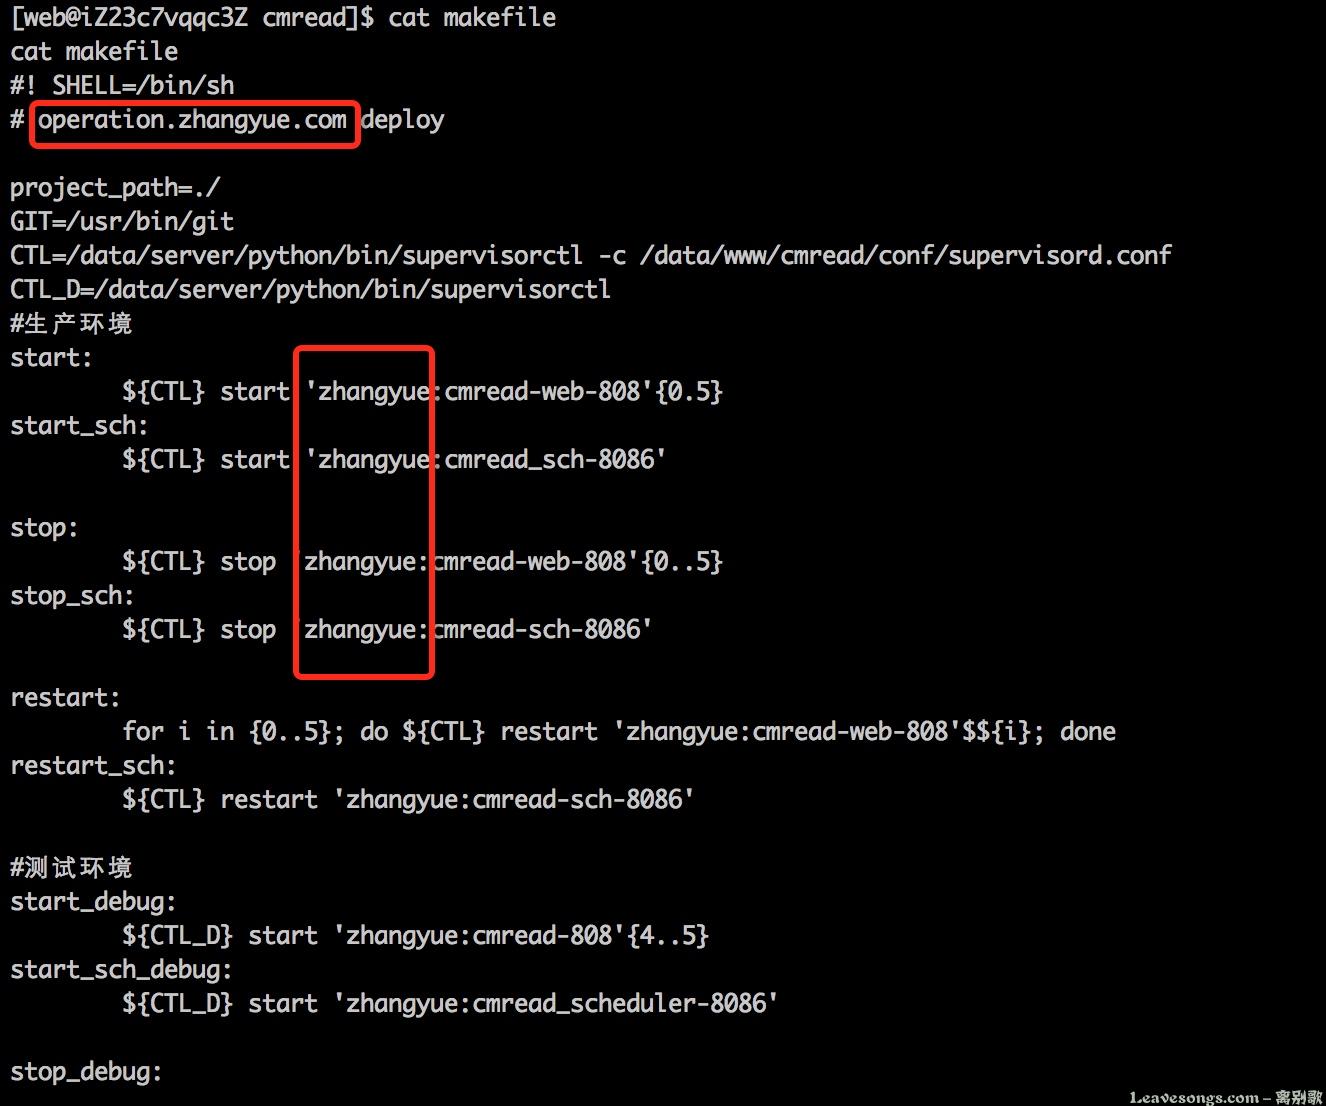 [web@iZ23c7vqqc3Z cmread]$ cat makefile
cat makefile
#! SHELL=/bin/sh
# operation.zhangyue.com deploy
project_path=./
GIT=/usr/bin/git
CTL=/data/server/python/bin/supervisorctl -c /data/www/cmread/conf/supervisord.conf
CTL_D=/data/server/python/bin/supervisorctl
#生产环境
start:
${CTL} start 'zhangyue:cmread-web-808'{0.5}
start_sch:
${CTL} start 'zhangyue:cmread_sch-8086'
stop:
${CTL} stop 'zhangyue:cmread-web-808'{0..5}
stop_sch:
${CTL} stop 'zhangyue:cmread-sch-8086'
restart:
for i in {0..5}; do ${CTL} restart 'zhangyue:cmread-web-808'$${i}; done
restart_sch:
${CTL} restart 'zhangyue:cmread-sch-8086'
#测试环境
start_debug:
${CTL_D} start 'zhangyue:cmread-808'{4..5}
start_sch_debug:
${CTL_D} start 'zhangyue:cmread_scheduler-8086'
stop_debug:
Leavesongs.com – 离别歌